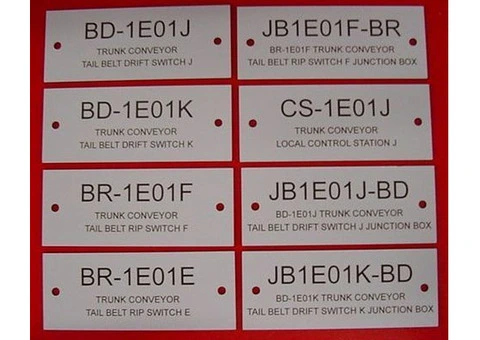 BD-1E01J
TRUNK CONVEYOR
TAIL BELT DRIFT SWITCH J
BD-1E01K
TRUNK CONVEYOR
TAIL BELT DRIFT SWITCH K
BR-1E01F
TRUNK CONVEYOR
TAIL BELT RIP SWITCH F
BR-1E01E
TRUNK CONVEYOR
TAIL BELT RIP SWITCH E
JB1E01F-BR
BR-1E01F TRUNK CONVEYOR
TAIL BELT RIP SWITCH F JUNCTION BOX
CS-1E01J
TRUNK CONVEYOR
LOCAL CONTROL STATION J
JB1E01J-BD
BD-1E01J TRUNK CONVEYOR
TAIL BELT DRIFT SWITCH J JUNCTION BOX
JB1E01K-BD
BD-1E01K TRUNK CONVEYOR
TAIL BELT DRIFT SWITCH K JUNCTION BOX